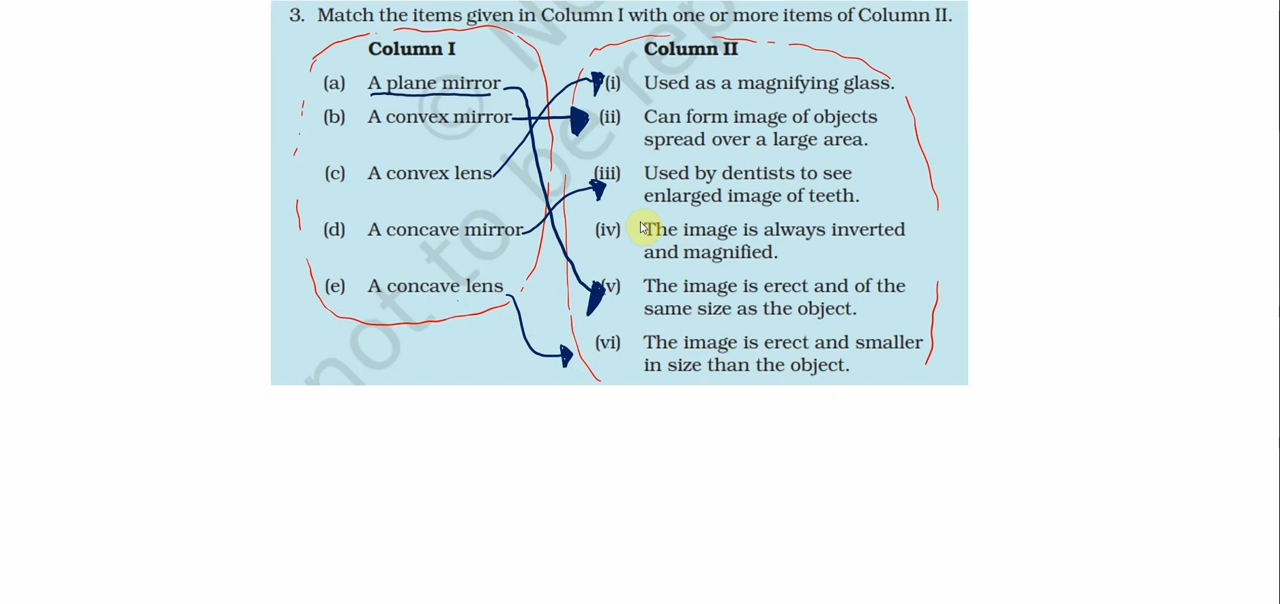 3. Match the items given in Column I with one or more items of Column II.
Column I Column II
(a) A plane mirror (i) Used as a magnifying glass.
(b) A convex mirror (ii) Can form image of objects
spread over a large area.
(c) A convex lens (iii) Used by dentists to see
enlarged image of teeth.
(d) A concave mirror (iv) The image is always inverted
and magnified.
(e) A concave lens (v) The image is erect and of the
same size as the object.
(vi) The image is erect and smaller
in size than the object.
© N
not to be rep